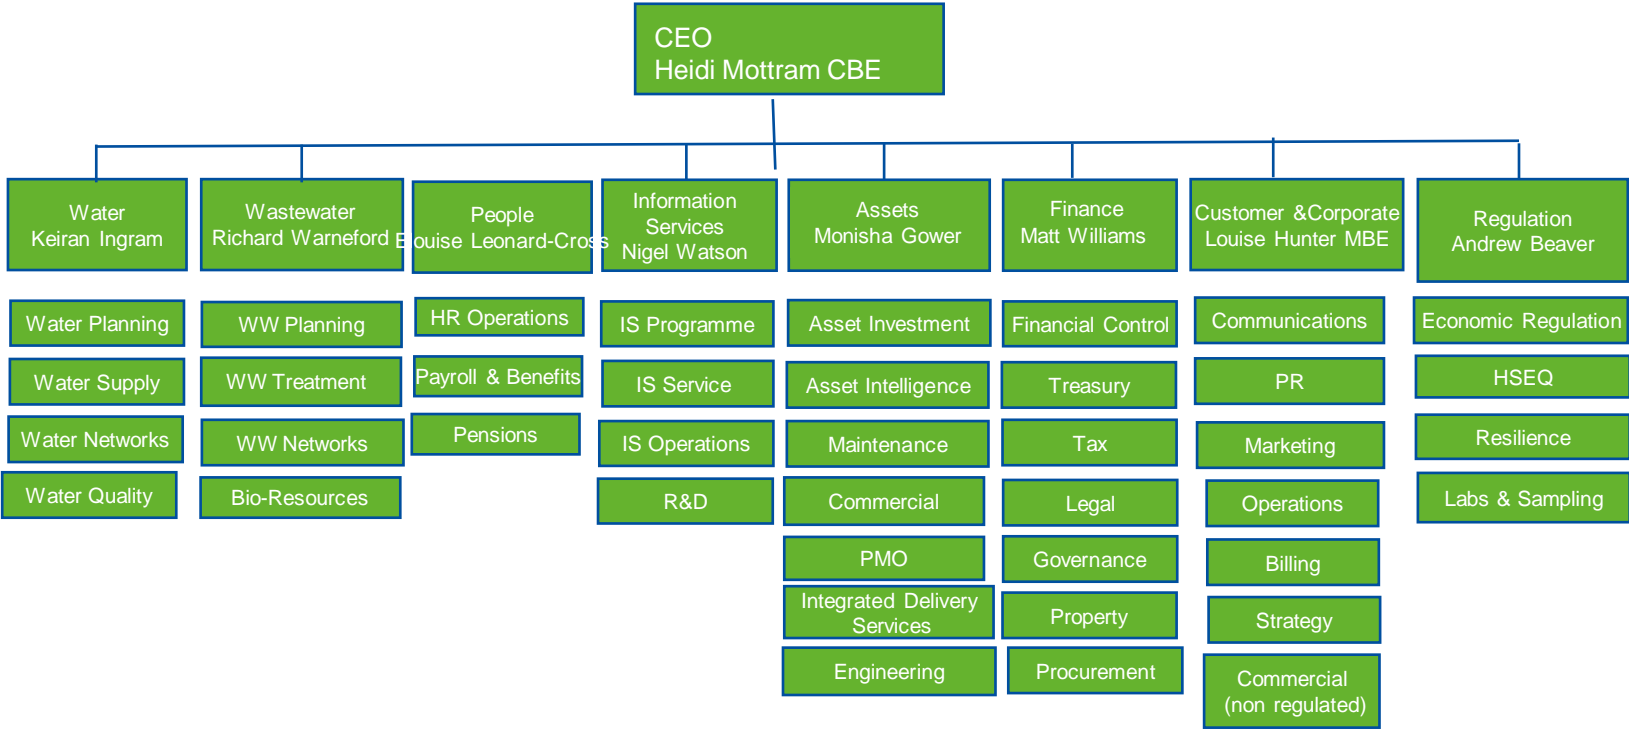 CEO
Heidi Mottram CBE
Water
Keiran Ingram
Wastewater
Richard Warneford
People
Elouise Leonard-Cross
Information
Services
Nigel Watson
Assets
Monisha Gower
Finance
Matt Williams
Customer &Corporate
Louise Hunter MBE
Regulation
Andrew Beaver
Water Planning
Water Supply
Water Networks
Water Quality
WW Planning
WW Treatment
WW Networks
Bio-Resources
HR Operations
Payroll & Benefits
Pensions
IS Programme
IS Service
IS Operations
R&D
Asset Investment
Asset Intelligence
Maintenance
Commercial
PMO
Integrated Delivery
Services
Engineering
Financial Control
Treasury
Tax
Legal
Governance
Property
Procurement
Communications
PR
Marketing
Operations
Billing
Strategy
Commercial
(non regulated)
Economic Regulation
HSEQ
Resilience
Labs & Sampling